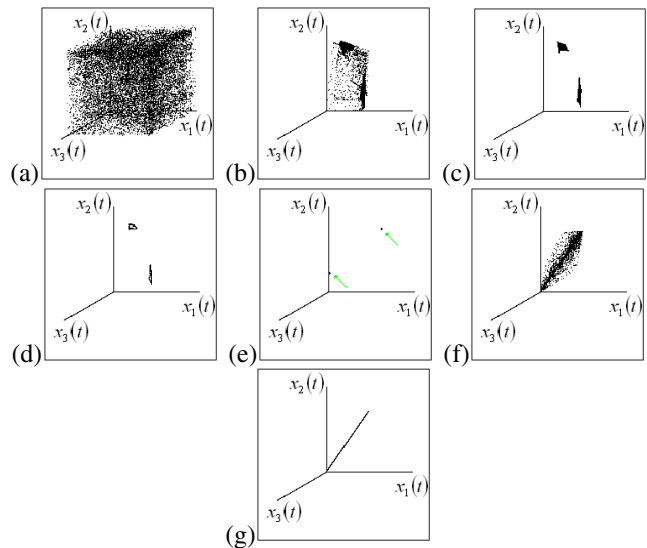 x₂(t)
x₁(t)
x₃(t)
(a)
x₂(t)
x₁(t)
x₃(t)
(b)
x₂(t)
x₁(t)
x₃(t)
(c)
x₂(t)
x₁(t)
x₃(t)
(d)
x₂(t)
x₁(t)
x₃(t)
(e)
x₂(t)
x₁(t)
x₃(t)
(f)
x₂(t)
x₁(t)
x₃(t)
(g)